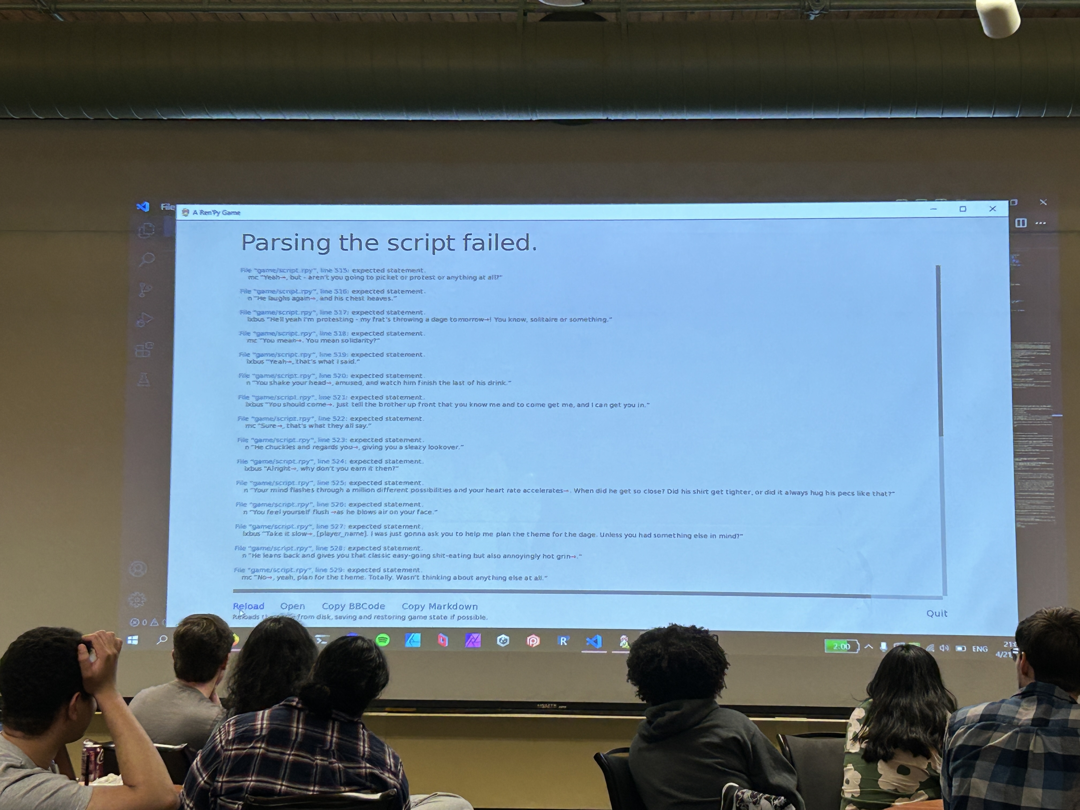 File
A Ren'Py Game
Parsing the script failed.
File "game/script.rpy", line 515: expected statement.
mc "Yeah→, but - aren't you going to picket or protest or anything at all?"
File "game/script.rpy", line 516: expected statement.
n "He laughs again→, and his chest heaves."
File "game/script.rpy", line 517: expected statement.
lxbus "Hell yeah I'm protesting - my frat's throwing a dage tomorrow→! You know, solitaire or something."
File "game/script.rpy", line 518: expected statement.
mc "You mean→. You mean solidarity?"
File "game/script.rpy", line 519: expected statement.
lxbus "Yeah→, that's what I said."
File "game/script.rpy", line 520: expected statement.
n "You shake your head→, amused, and watch him finish the last of his drink."
File "game/script.rpy", line 521: expected statement.
lxbus "You should come→. Just tell the brother up front that you know me and to come get me, and I can get you in."
File "game/script.rpy", line 522: expected statement.
mc "Sure→, that's what they all say."
File "game/script.rpy", line 523: expected statement.
n "He chuckles and regards you→, giving you a sleazy lookover."
File "game/script.rpy", line 524: expected statement.
lxbus "Alright→, why don't you earn it then?"
File "game/script.rpy", line 525: expected statement.
n "Your mind flashes through a million different possibilities and your heart rate accelerates→. When did he get so close? Did his shirt get tighter, or did it always hug his pecs like that?"
File "game/script.rpy", line 526: expected statement.
n "You feel yourself flush →as he blows air on your face."
File "game/script.rpy", line 527: expected statement.
lxbus "Take it slow→, [player_name]. I was just gonna ask you to help me plan the theme for the dage. Unless you had something else in mind?"
File "game/script.rpy", line 528: expected statement.
n "He leans back and gives you that classic easy-going shit-eating but also annoyingly hot grin→."
File "game/script.rpy", line 529: expected statement.
mc "No→, yeah, plan for the theme. Totally. Wasn't thinking about anything else at all."
Reload Open Copy BBCode Copy Markdown Quit
Reloads from disk, saving and restoring game state if possible.
2:00 ENG